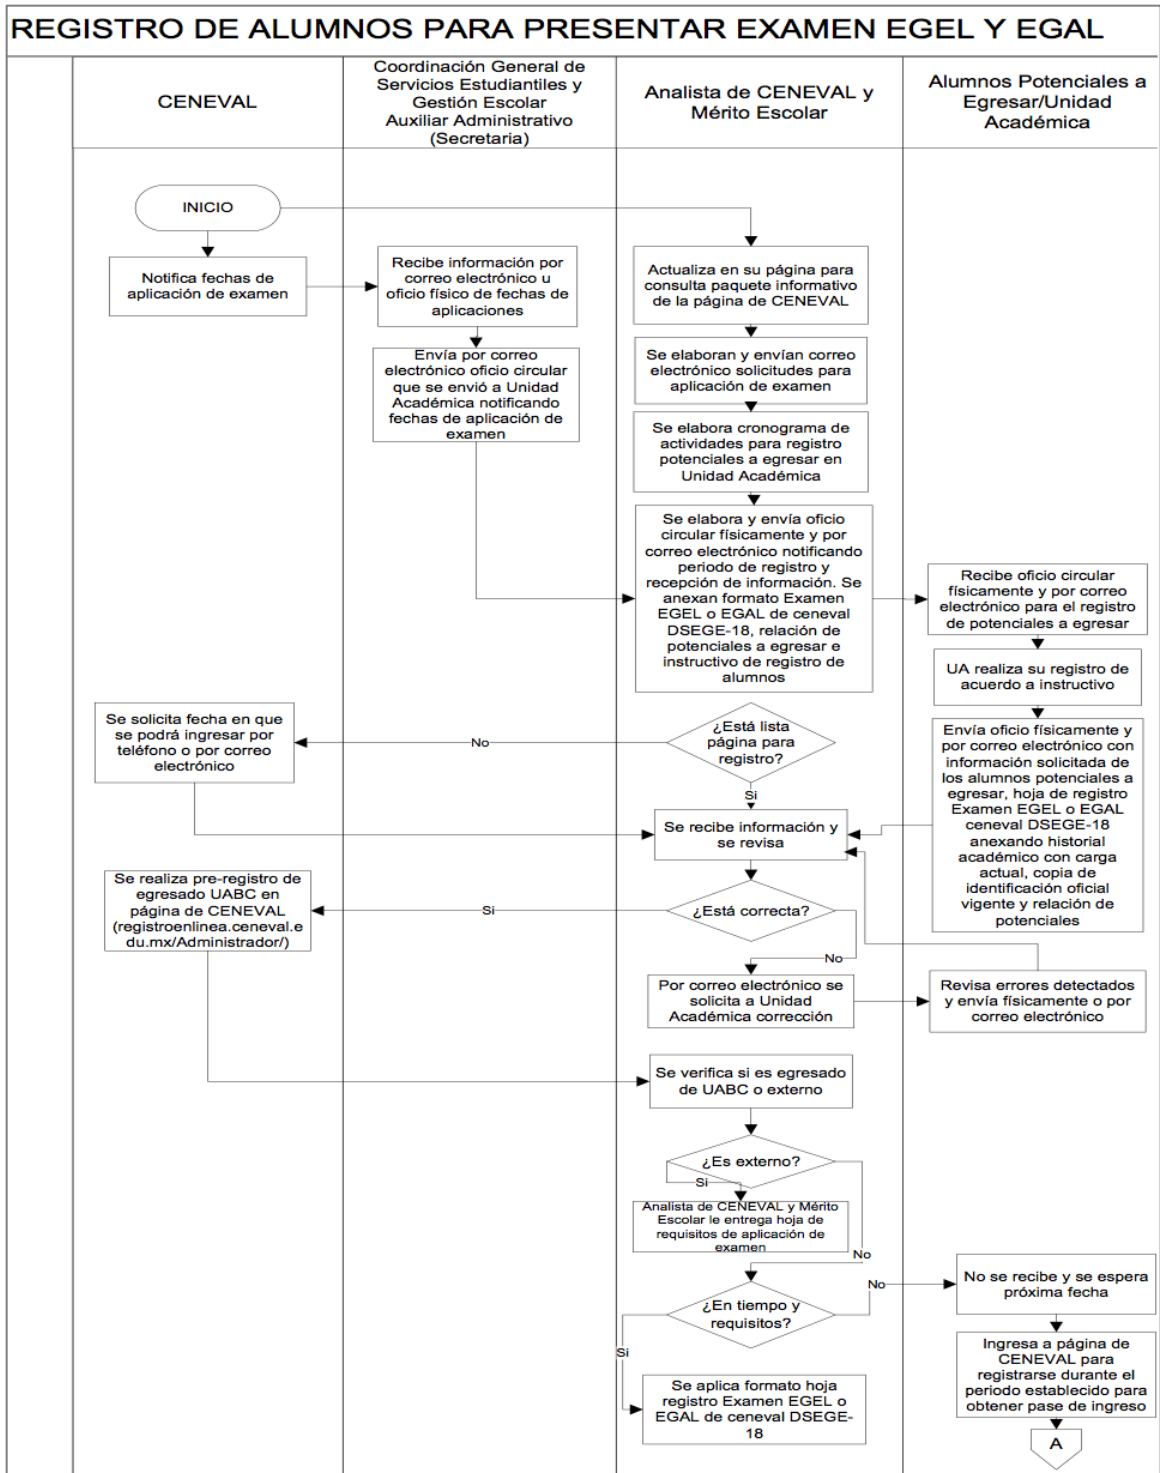 REGISTRO DE ALUMNOS PARA PRESENTAR EXAMEN EGEL Y EGAL
CENEVAL
Coordinación General de
Servicios Estudiantiles y
Gestión Escolar
Auxiliar Administrativo
(Secretaria)
Analista de CENEVAL y
Mérito Escolar
Alumnos Potenciales a
Egresar/Unidad
Académica
INICIO
Notifica fechas de
aplicación de examen
Recibe información por
correo electrónico u
oficio físico de fechas de
aplicaciones
Actualiza en su página para
consulta paquete informativo
de la página de CENEVAL
Envía por correo
electrónico oficio circular
que se envió a Unidad
Académica notificando
fechas de aplicación de
examen
Se elaboran y envían correo
electrónico solicitudes para
aplicación de examen
Se elabora cronograma de
actividades para registro
potenciales a egresar en
Unidad Académica
Se elabora y envía oficio
circular físicamente y por
correo electrónico notificando
periodo de registro y
recepción de información. Se
anexan formato Examen
EGEL o EGAL de ceneval
DSEGE-18, relación de
potenciales a egresar e
instructivo de registro de
alumnos
Recibe oficio circular
físicamente y por correo
electrónico para el registro
de potenciales a egresar
UA realiza su registro de
acuerdo a instructivo
Se solicita fecha en que
se podrá ingresar por
teléfono o por correo
electrónico
No
¿Está lista
página para
registro?
Si
Envía oficio físicamente y
por correo electrónico con
información solicitada de
los alumnos potenciales a
egresar, hoja de registro
Examen EGEL o EGAL
ceneval DSEGE-18
anexando historial
académico con carga
actual, copia de
identificación oficial
vigente y relación de
potenciales
Se recibe información y
se revisa
Se realiza pre-registro de
egresado UABC en
página de CENEVAL
(registroenlinea.ceneval.e
du.mx/Administrador/)
Si
¿Está correcta?
No
Por correo electrónico se
solicita a Unidad
Académica corrección
Revisa errores detectados
y envía físicamente o por
correo electrónico
Se verifica si es egresado
de UABC o externo
¿Es externo?
Si
Analista de CENEVAL y Mérito
Escolar le entrega hoja de
requisitos de aplicación de
examen
No
¿En tiempo y
requisitos?
No
No se recibe y se espera
próxima fecha
Si
Ingresa a página de
CENEVAL para
registrarse durante el
periodo establecido para
obtener pase de ingreso
Se aplica formato hoja
registro Examen EGEL o
EGAL de ceneval DSEGE-
18
A